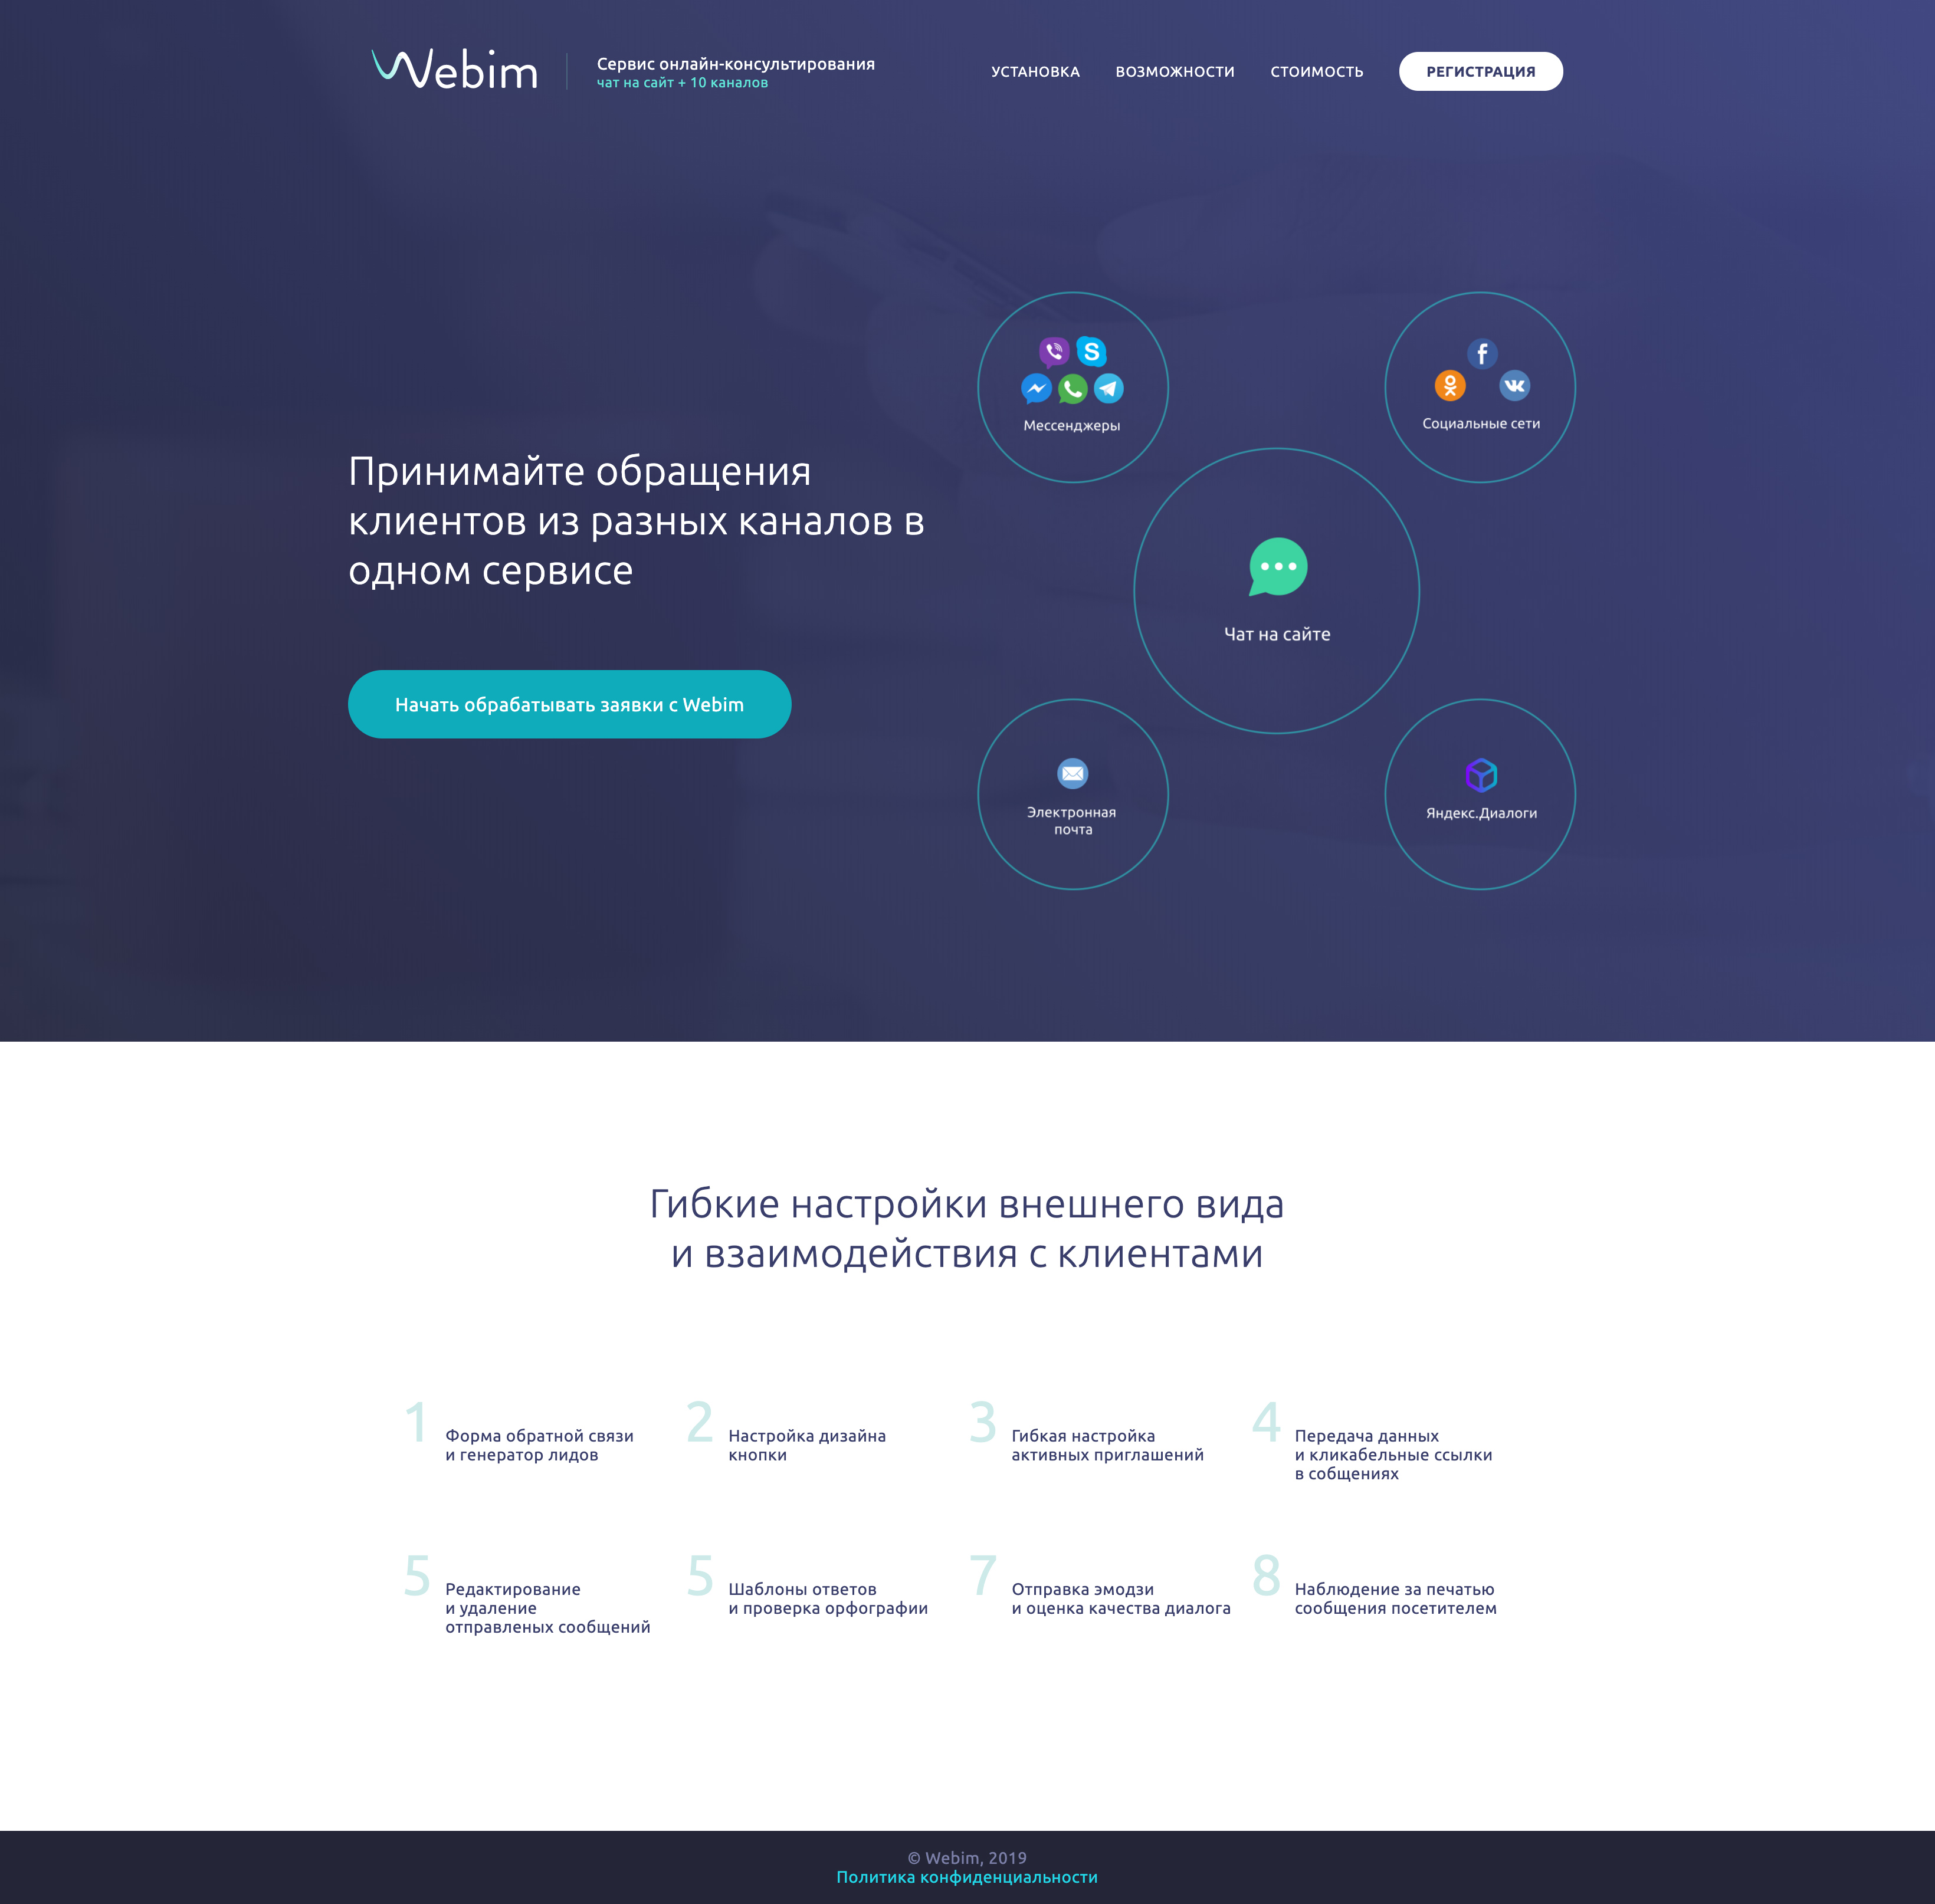 Webim
Сервис онлайн-консультирования
чат на сайт + 10 каналов
УСТАНОВКА
ВОЗМОЖНОСТИ
СТОИМОСТЬ
РЕГИСТРАЦИЯ
Принимайте обращения
клиентов из разных каналов в
одном сервисе
Начать обрабатывать заявки с Webim
Мессенджеры
Социальные сети
Чат на сайте
Электронная
почта
Яндекс.Диалоги
Гибкие настройки внешнего вида
и взаимодействия с клиентами
1
Форма обратной связи
и генератор лидов
2
Настройка дизайна
кнопки
3
Гибкая настройка
активных приглашений
4
Передача данных
и кликабельные ссылки
в собщениях
5
Редактирование
и удаление
отправленых сообщений
5
Шаблоны ответов
и проверка орфографии
7
Отправка эмодзи
и оценка качества диалога
8
Наблюдение за печатью
сообщения посетителем
© Webim, 2019
Политика конфиденциальности